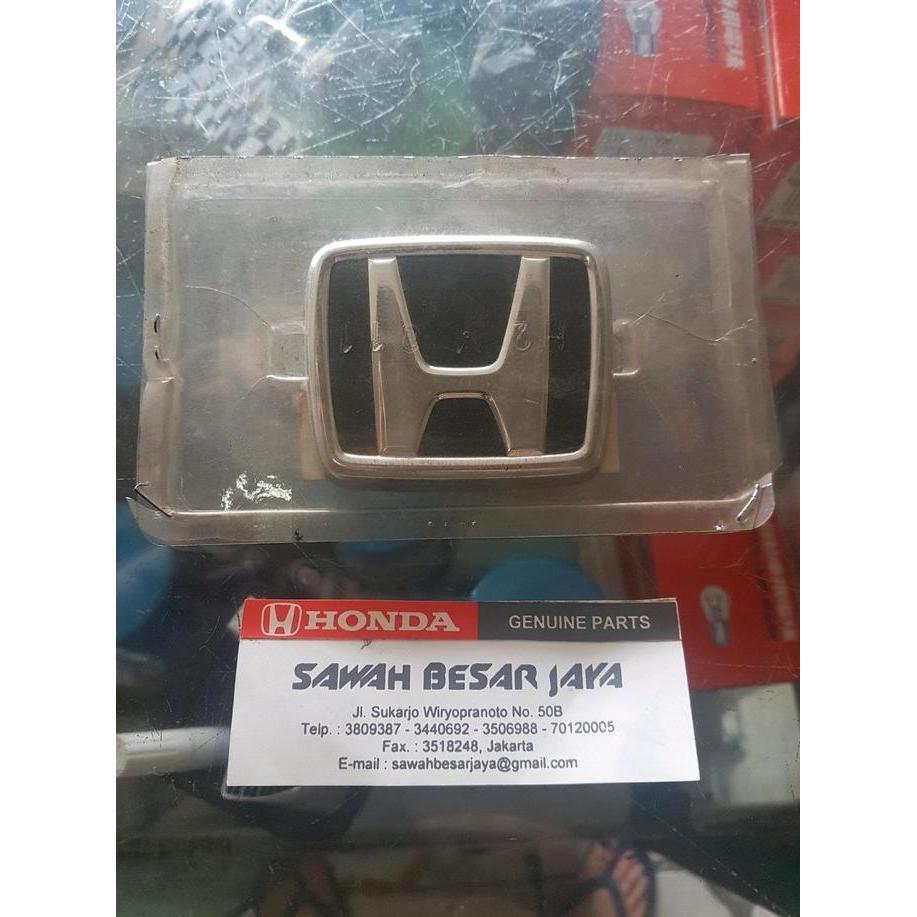 HONDA GENUINE PARTS
SAWAH BESAR JAYA
Jl. Sukarjo Wiryopranoto No. 50B
Telp. : 3809387 - 3440692 - 3506988 - 70120005
Fax. : 3518248, Jakarta
E-mail : sawahbesarjaya@gmail.com